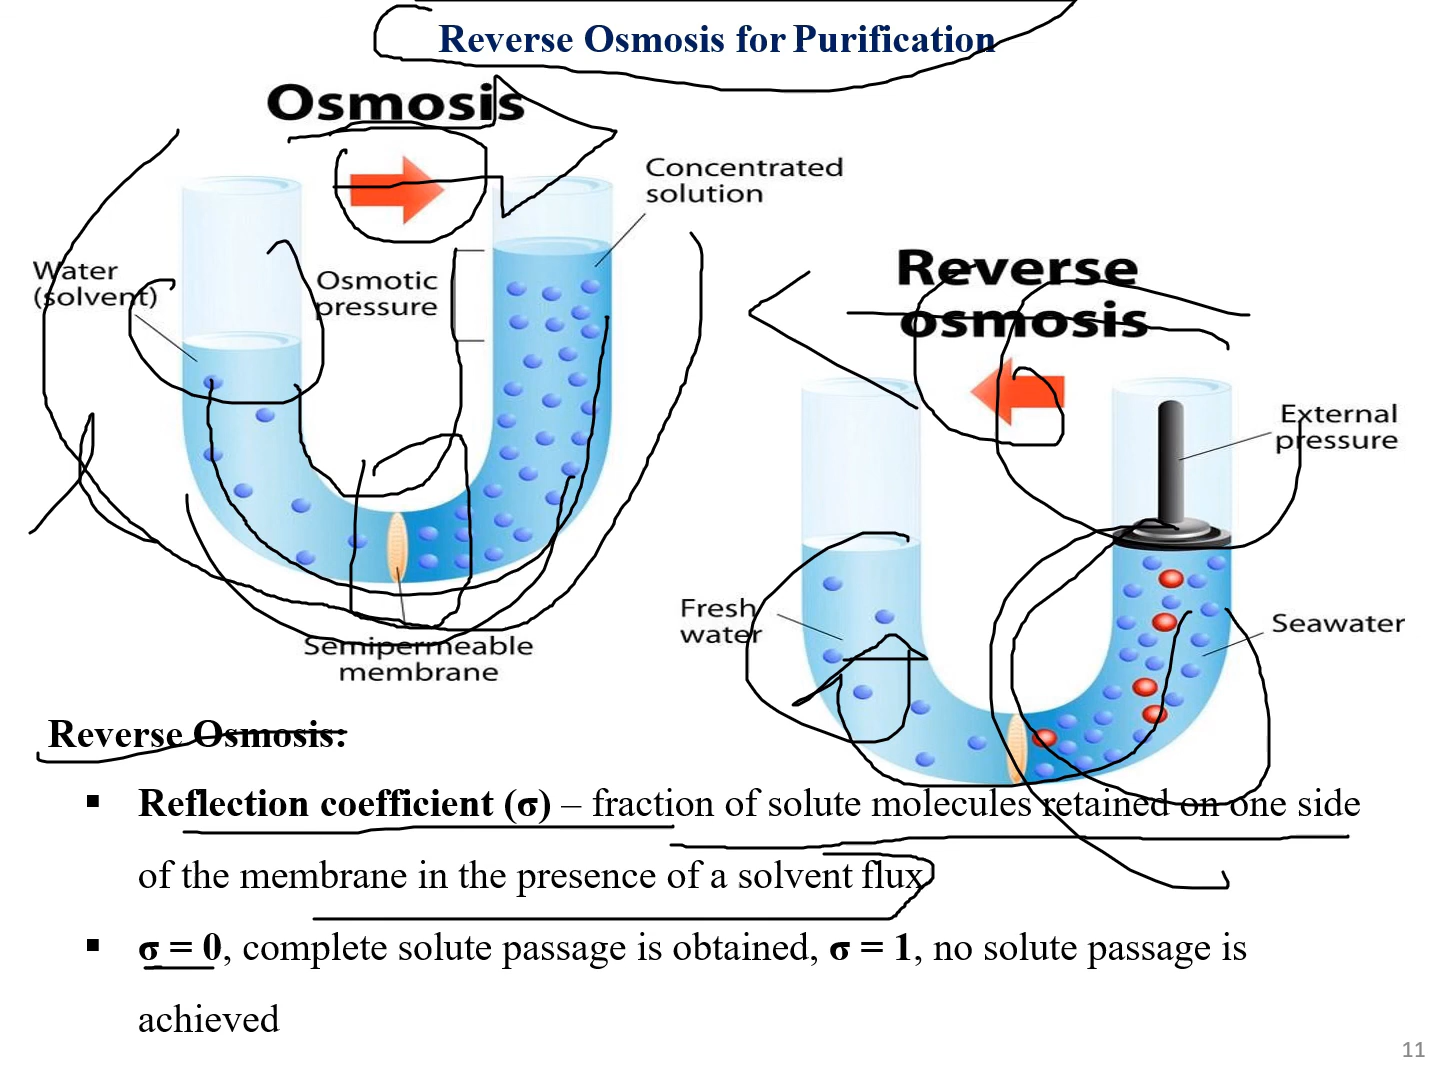 Reverse Osmosis for Purification
Osmosis
Concentrated
solution
Water
(solvent)
Osmotic
pressure
Semipermeable
membrane
Reverse
osmosis
External
pressure
Fresh
water
Seawater
Reverse Osmosis:
▪ Reflection coefficient (σ) – fraction of solute molecules retained on one side
of the membrane in the presence of a solvent flux
▪ σ = 0, complete solute passage is obtained, σ = 1, no solute passage is
achieved
11